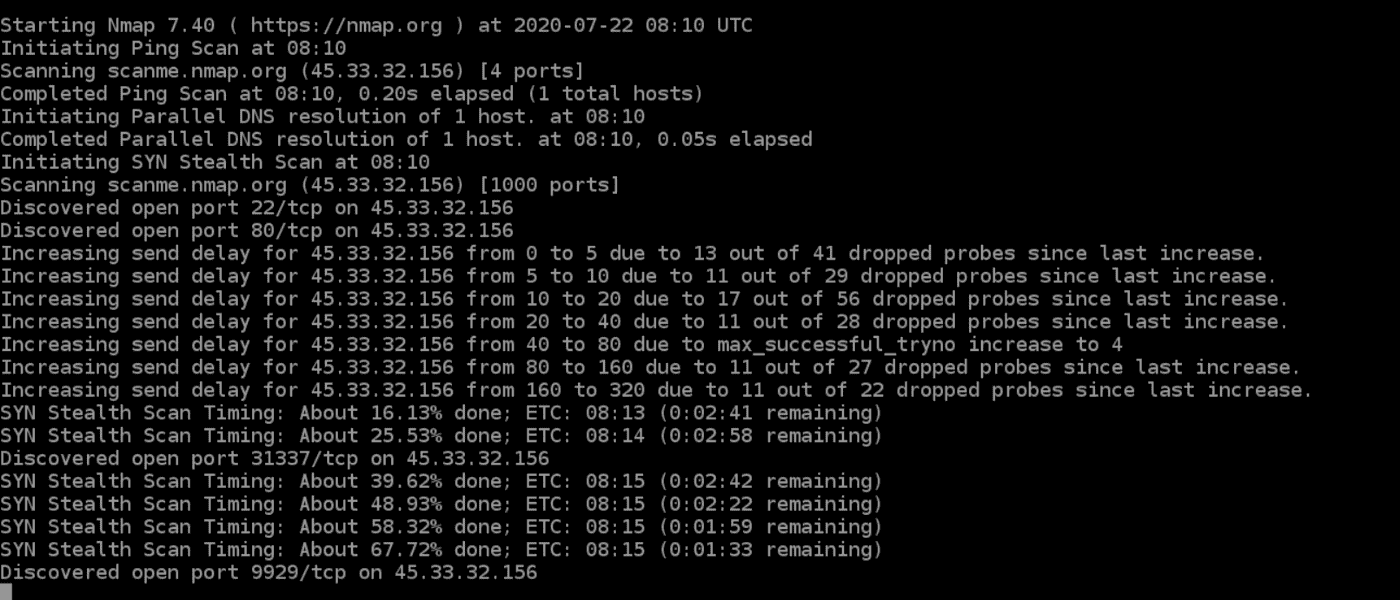 Starting Nmap 7.40 ( https://nmap.org ) at 2020-07-22 08:10 UTC
Initiating Ping Scan at 08:10
Scanning scanme.nmap.org (45.33.32.156) [4 ports]
Completed Ping Scan at 08:10, 0.20s elapsed (1 total hosts)
Initiating Parallel DNS resolution of 1 host. at 08:10
Completed Parallel DNS resolution of 1 host. at 08:10, 0.05s elapsed
Initiating SYN Stealth Scan at 08:10
Scanning scanme.nmap.org (45.33.32.156) [1000 ports]
Discovered open port 22/tcp on 45.33.32.156
Discovered open port 80/tcp on 45.33.32.156
Increasing send delay for 45.33.32.156 from 0 to 5 due to 13 out of 41 dropped probes since last increase.
Increasing send delay for 45.33.32.156 from 5 to 10 due to 11 out of 29 dropped probes since last increase.
Increasing send delay for 45.33.32.156 from 10 to 20 due to 17 out of 56 dropped probes since last increase.
Increasing send delay for 45.33.32.156 from 20 to 40 due to 11 out of 28 dropped probes since last increase.
Increasing send delay for 45.33.32.156 from 40 to 80 due to max_successful_tryno increase to 4
Increasing send delay for 45.33.32.156 from 80 to 160 due to 11 out of 27 dropped probes since last increase.
Increasing send delay for 45.33.32.156 from 160 to 320 due to 11 out of 22 dropped probes since last increase.
SYN Stealth Scan Timing: About 16.13% done; ETC: 08:13 (0:02:41 remaining)
SYN Stealth Scan Timing: About 25.53% done; ETC: 08:14 (0:02:58 remaining)
Discovered open port 31337/tcp on 45.33.32.156
SYN Stealth Scan Timing: About 39.62% done; ETC: 08:15 (0:02:42 remaining)
SYN Stealth Scan Timing: About 48.93% done; ETC: 08:15 (0:02:22 remaining)
SYN Stealth Scan Timing: About 58.32% done; ETC: 08:15 (0:01:59 remaining)
SYN Stealth Scan Timing: About 67.72% done; ETC: 08:15 (0:01:33 remaining)
Discovered open port 9929/tcp on 45.33.32.156